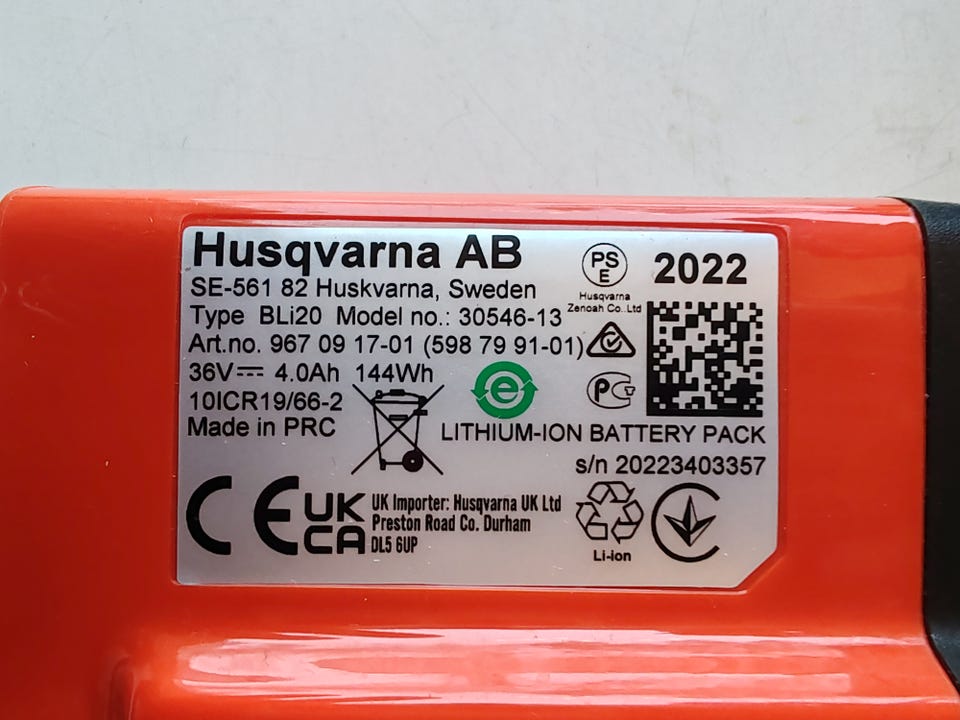 Husqvarna AB
SE-561 82 Huskvarna, Sweden
Type BLi20 Model no.: 30546-13
Art.no. 967 09 17-01 (598 79 91-01)
36V⎓ 4.0Ah 144Wh
10ICR19/66-2
Made in PRC
PS
E
Husqvarna
Zenoah Co..Ltd
2022
e
PC
LITHIUM-ION BATTERY PACK
s/n 20223403357
CE
UK
CA
UK Importer: Husqvarna UK Ltd
Preston Road Co. Durham
DL5 6UP
Li-ion